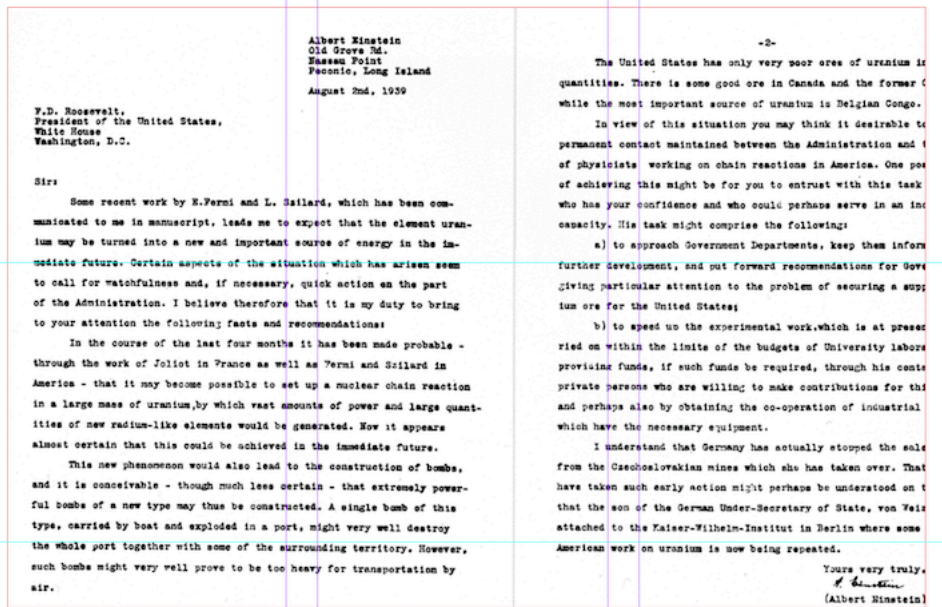 Albert Einstein
Old Grove Rd.
Nassau Point
Peconic, Long Island
August 2nd, 1939
F.D. Roosevelt,
President of the United States,
White House
Washington, D.C.
Sir:
Some recent work by E.Fermi and L. Szilard, which has been com-
municated to me in manuscript, leads me to expect that the element uran-
ium may be turned into a new and important source of energy in the im-
mediate future. Certain aspects of the situation which has arisen seem
to call for watchfulness and, if necessary, quick action on the part
of the Administration. I believe therefore that it is my duty to bring
to your attention the following facts and recommendations:
In the course of the last four months it has been made probable -
through the work of Joliot in France as well as Fermi and Szilard in
America - that it may become possible to set up a nuclear chain reaction
in a large mass of uranium,by which vast amounts of power and large quant-
ities of new radium-like elements would be generated. Now it appears
almost certain that this could be achieved in the immediate future.
This new phenomenon would also lead to the construction of bombs,
and it is conceivable - though much less certain - that extremely power-
ful bombs of a new type may thus be constructed. A single bomb of this
type, carried by boat and exploded in a port, might very well destroy
the whole port together with some of the surrounding territory. However,
such bombs might very well prove to be too heavy for transportation by
air.
-2-
The United States has only very poor ores of uranium in
quantities. There is some good ore in Canada and the former
while the most important source of uranium is Belgian Congo.
In view of this situation you may think it desirable to
permanent contact maintained between the Administration and
of physicists working on chain reactions in America. One
of achieving this might be for you to entrust with this task
who has your confidence and who could perhaps serve in an
capacity. His task might comprise the following:
a) to approach Government Departments, keep them
further development, and put forward recommendations for
giving particular attention to the problem of securing a
ium ore for the United States;
b) to speed up the experimental work,which is at
ried on within the limits of the budgets of University
providing funds, if such funds be required, through his
private persons who are willing to make contributions for
and perhaps also by obtaining the co-operation of industrial
which have the necessary equipment.
I understand that Germany has actually stopped the sale
from the Czechoslovakian mines which she has taken over. That
have taken such early action might perhaps be understood on
that the son of the German Under-Secretary of State, von
attached to the Kaiser-Wilhelm-Institut in Berlin where some
American work on uranium is now being repeated.
Yours very truly,
A. Einstein
(Albert Einstein)